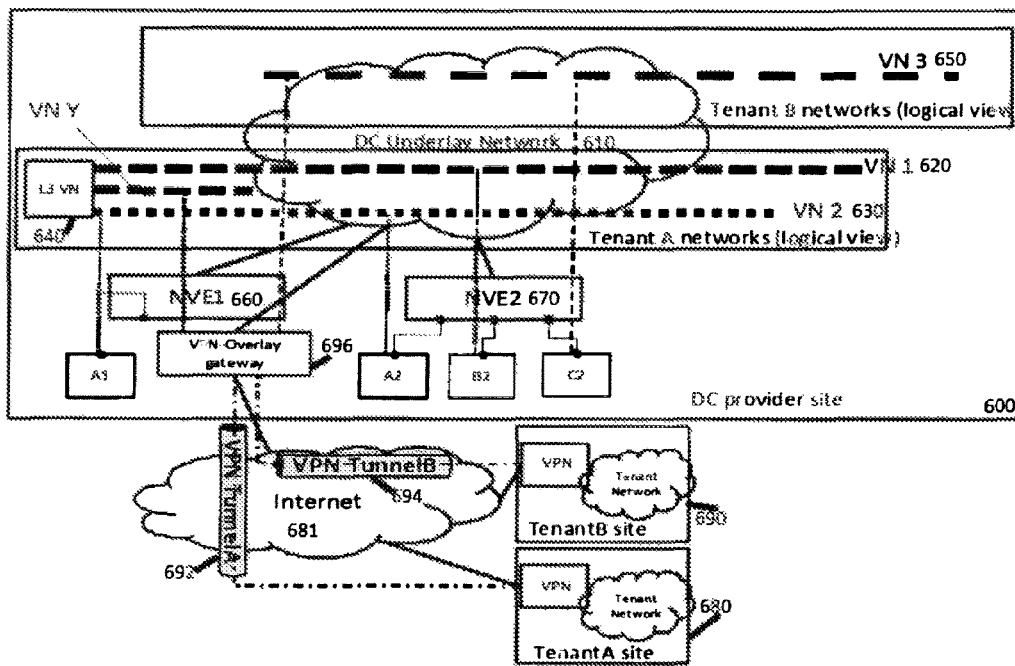 VN 3 650
Tenant B networks (logical view)
VN Y
DC Underlay Network 610
VN 1 620
L3 VN
VN 2 630
640
Tenant A networks (logical view)
NVE1 660
NVE2 670
VPN-Overlay
gateway
696
A1
A2
B2
C2
DC provider site
600
VPN TunnelA
VPN TunnelB
694
Internet
681
692
VPN
Tenant
Network
690
TenantB site
VPN
Tenant
Network
680
TenantA site